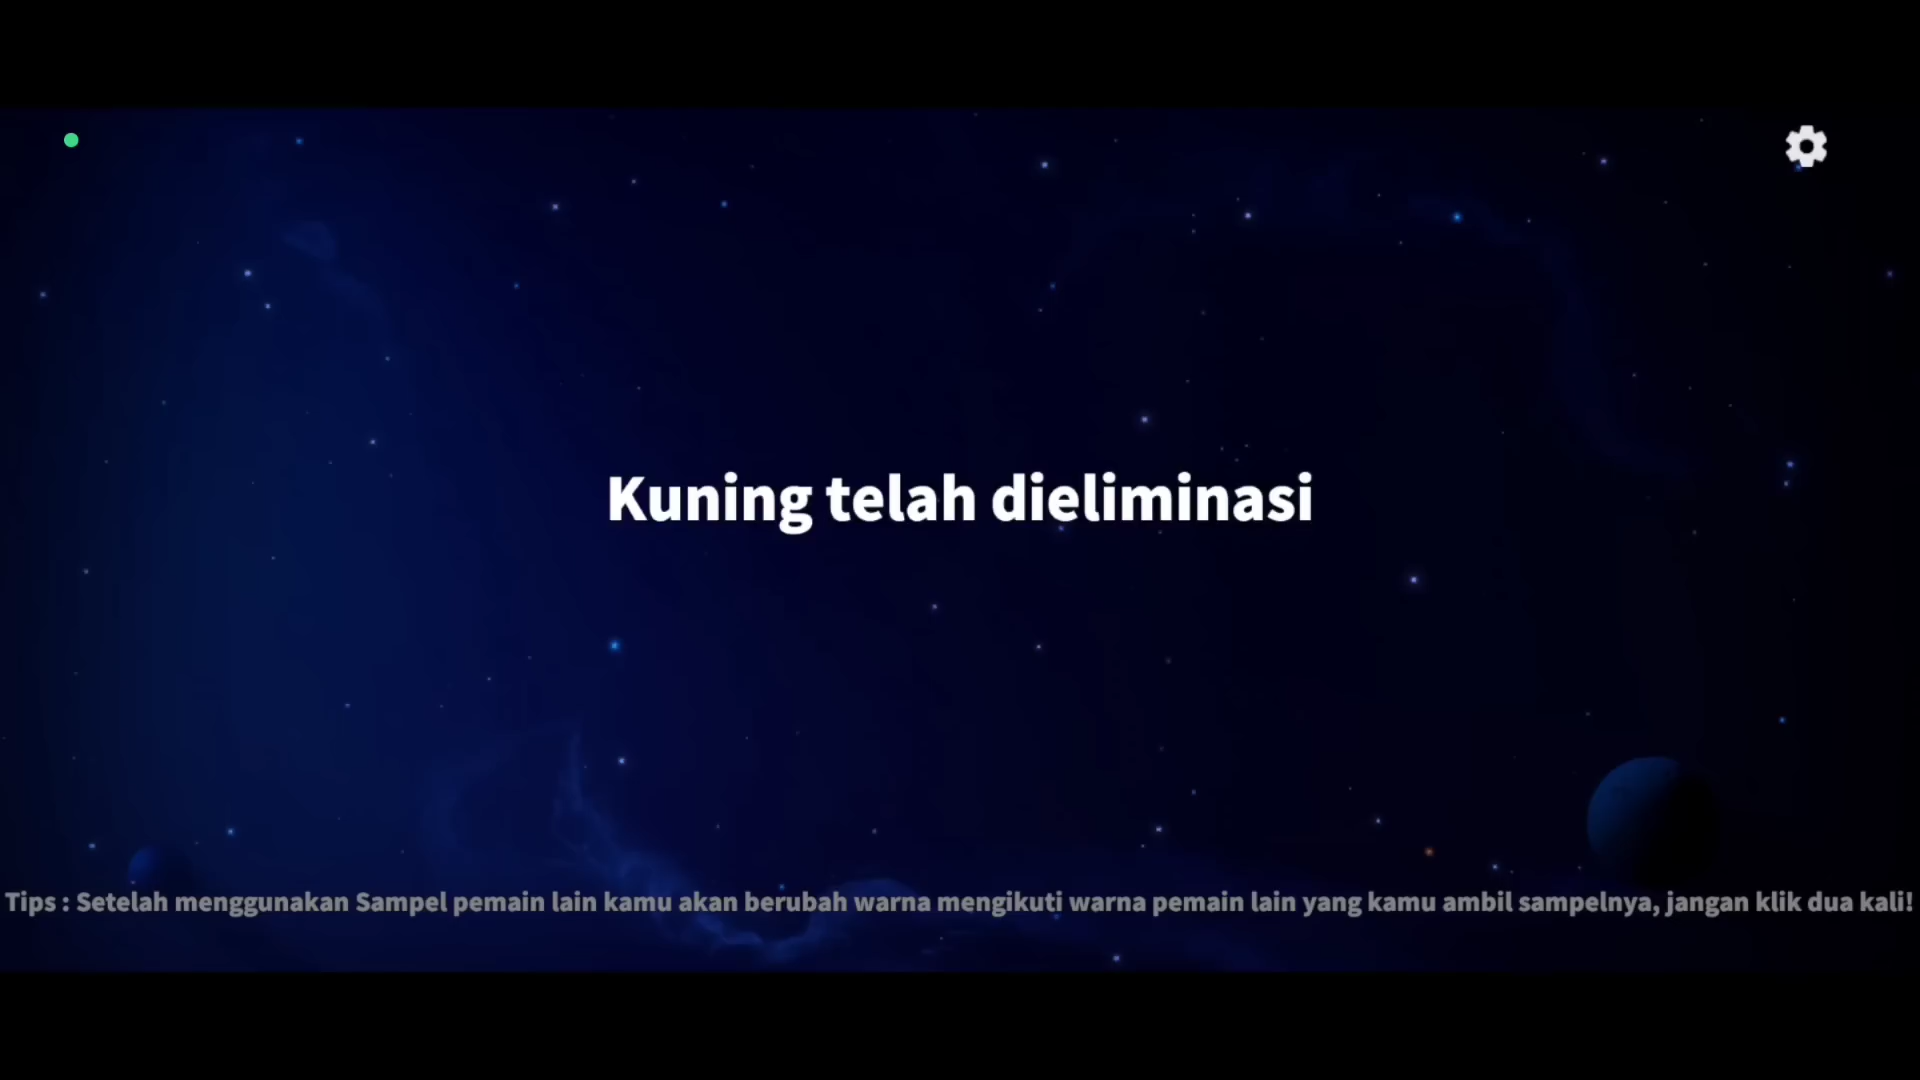 Kuning telah dieliminasi
Tips : Setelah menggunakan Sampel pemain lain kamu akan berubah warna mengikuti warna pemain lain yang kamu ambil sampelnya, jangan klik dua kali!